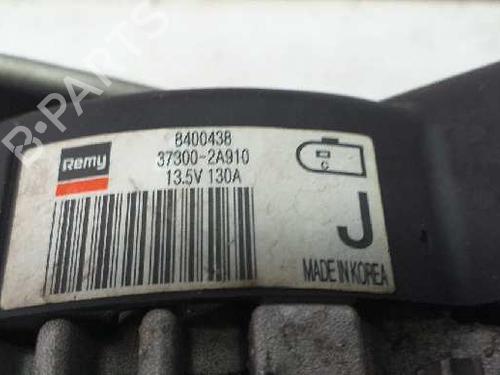 B-PARTS
Remy
8400438
37300-2A910
13.5V 130A
C
J
MADE IN KOREA